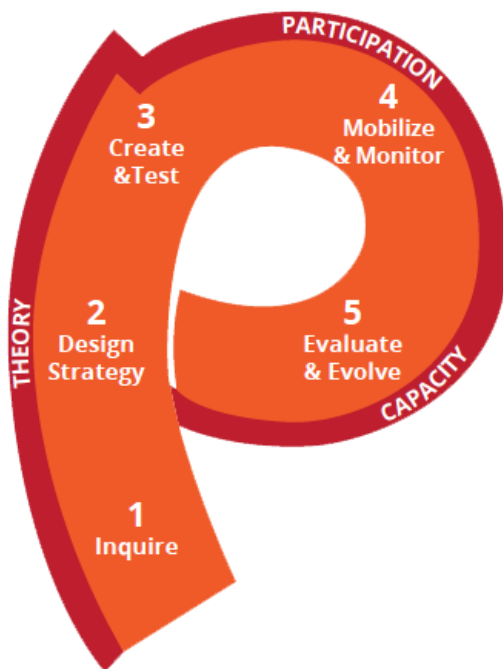 PARTICIPATION
3
Create
&Test
4
Mobilize
& Monitor
THEORY
2
Design
Strategy
5
Evaluate
& Evolve
CAPACITY
1
Inquire